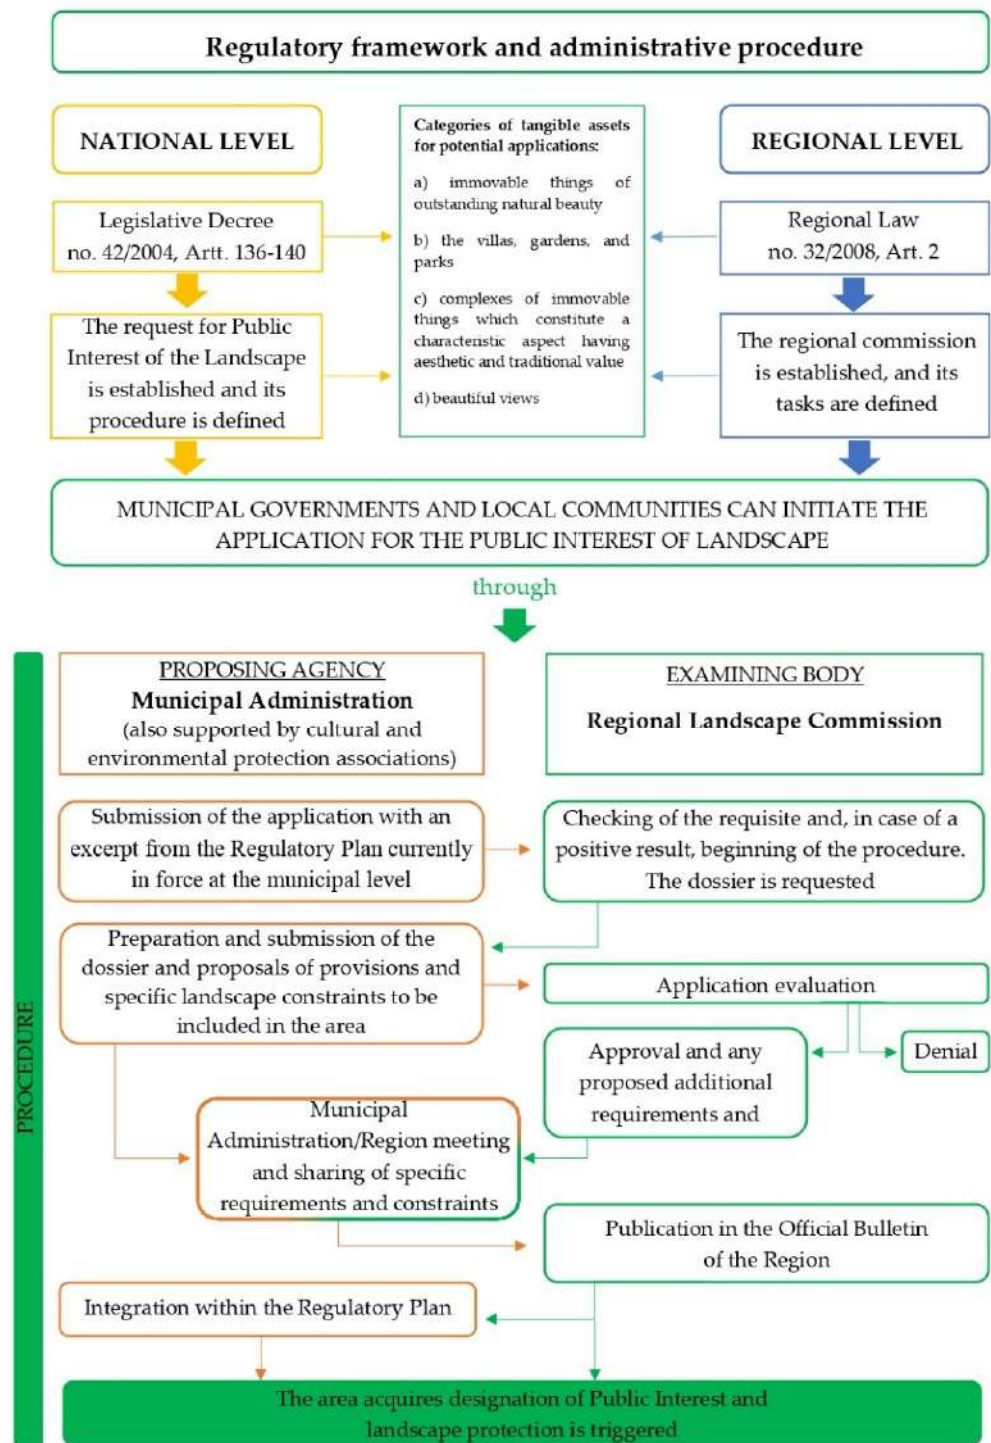 Regulatory framework and administrative procedure
NATIONAL LEVEL
Legislative Decree
no. 42/2004, Artt. 136-140
The request for Public
Interest of the Landscape
is established and its
procedure is defined
Categories of tangible assets
for potential applications:
a) immovable things of
outstanding natural beauty
b) the villas, gardens, and
parks
c) complexes of immovable
things which constitute a
characteristic aspect having
aesthetic and traditional value
d) beautiful views
REGIONAL LEVEL
Regional Law
no. 32/2008, Art. 2
The regional commission
is established, and its
tasks are defined
MUNICIPAL GOVERNMENTS AND LOCAL COMMUNITIES CAN INITIATE THE
APPLICATION FOR THE PUBLIC INTEREST OF LANDSCAPE
through
PROCEDURE
PROPOSING AGENCY
Municipal Administration
(also supported by cultural and
environmental protection associations)
EXAMINING BODY
Regional Landscape Commission
Submission of the application with an
excerpt from the Regulatory Plan currently
in force at the municipal level
Checking of the requisite and, in case of a
positive result, beginning of the procedure.
The dossier is requested
Preparation and submission of the
dossier and proposals of provisions and
specific landscape constraints to be
included in the area
Application evaluation
Approval and any
proposed additional
requirements and
Denial
Municipal
Administration/Region meeting
and sharing of specific
requirements and constraints
Publication in the Official Bulletin
of the Region
Integration within the Regulatory Plan
The area acquires designation of Public Interest and
landscape protection is triggered